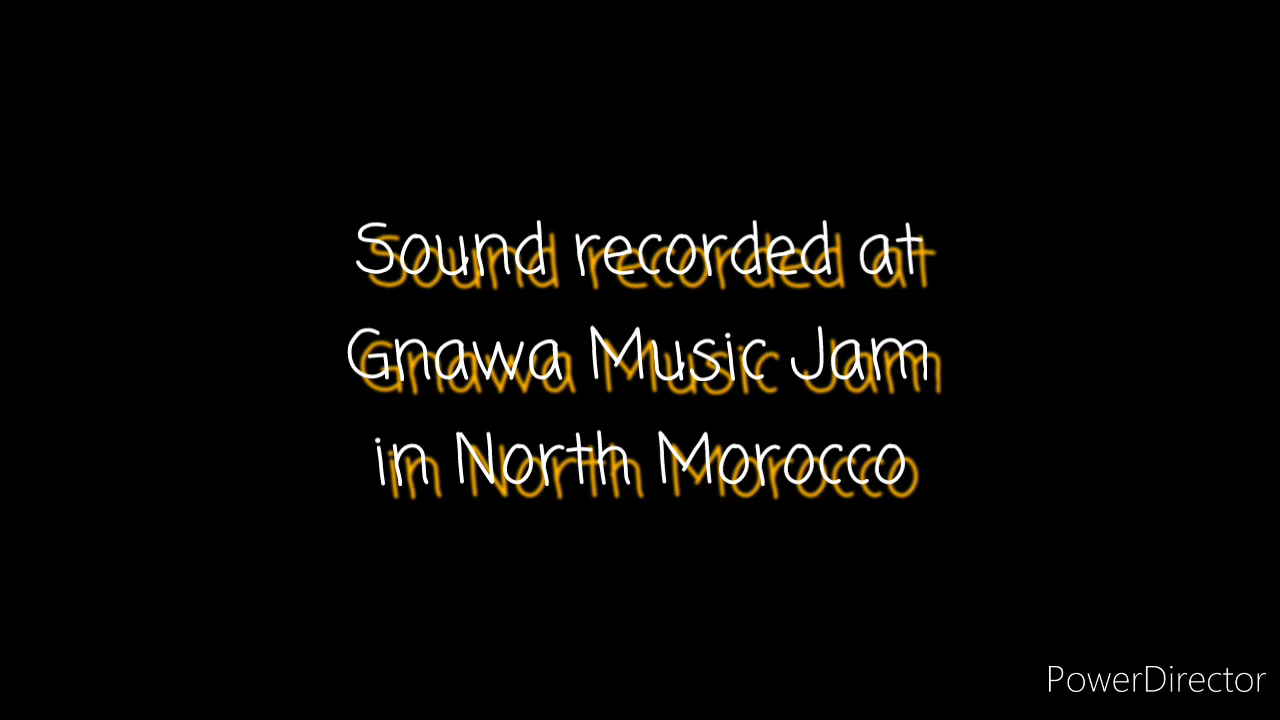 Sound recorded at
Gnawa Music Jam
in North Morocco
PowerDirector